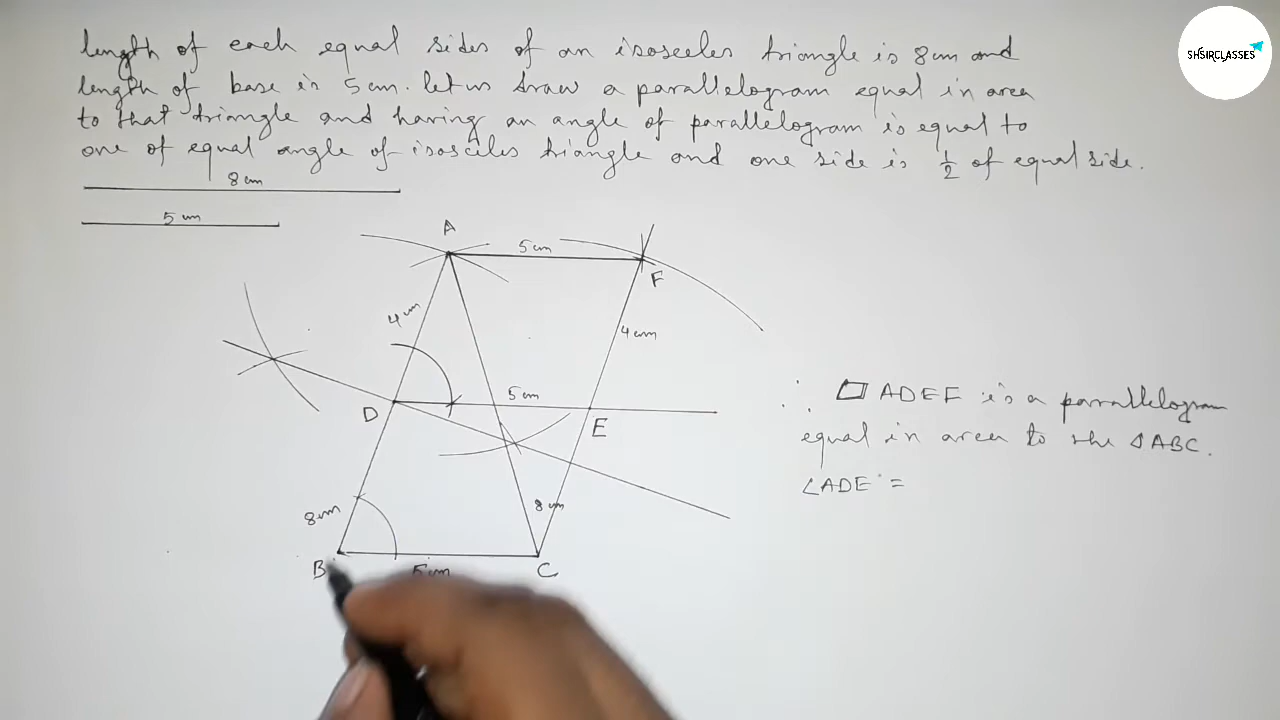 length of each equal sides of an isosceles triangle is 8cm and
length of base is 5cm. let us draw a parallelogram equal in area
to that triangle and having an angle of parallelogram is equal to
one of equal angle of isosciles triangle and one side is 1/2 of equal side.
SHSIRCLASSES
8cm
5cm
A
5cm
F
4cm
4cm
D
5cm
E
8cm
8cm
B
5cm
C
∴ ▱ ADEF is a parallelogram
equal in area to the △ABC.
∠ADE =